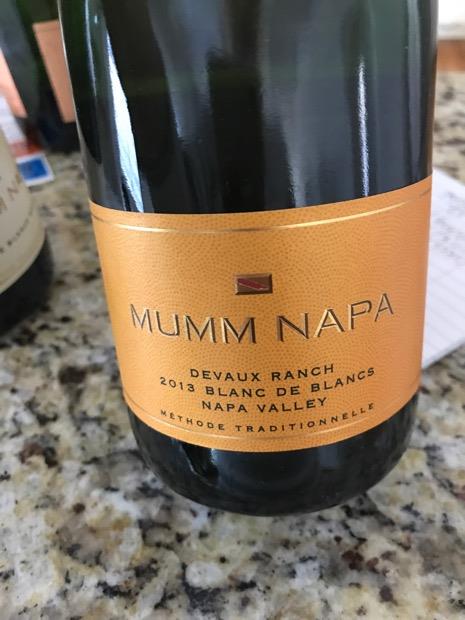 MUMM NAPA
DEVAUX RANCH
2013 BLANC DE BLANCS
NAPA VALLEY
MÉTHODE TRADITIONNELLE